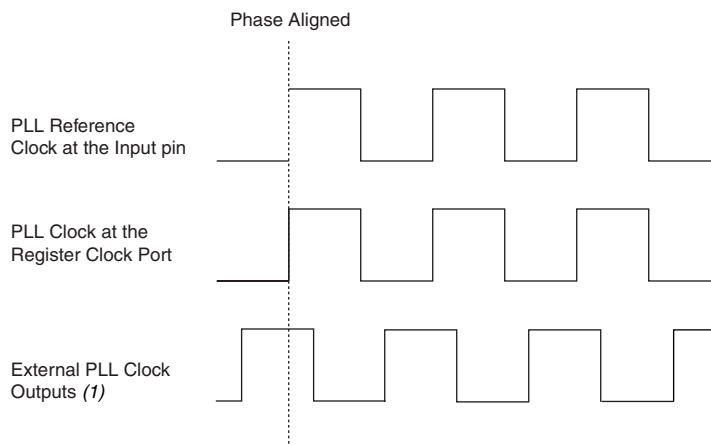 Phase Aligned
PLL Reference
Clock at the Input pin
PLL Clock at the
Register Clock Port
External PLL Clock
Outputs (1)